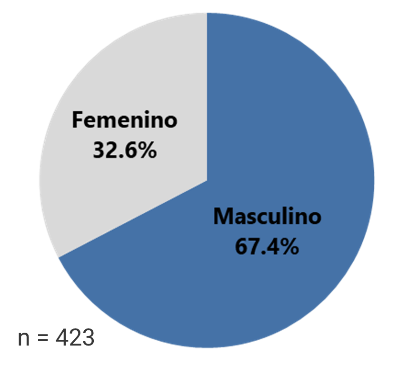 Femenino
32.6%
Masculino
67.4%
n = 423